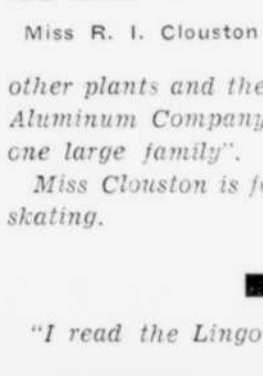 Miss R. I. Clouston
other plants and the
Aluminum Company
one large family".
Miss Clouston is
skating.
"I read the Lingo